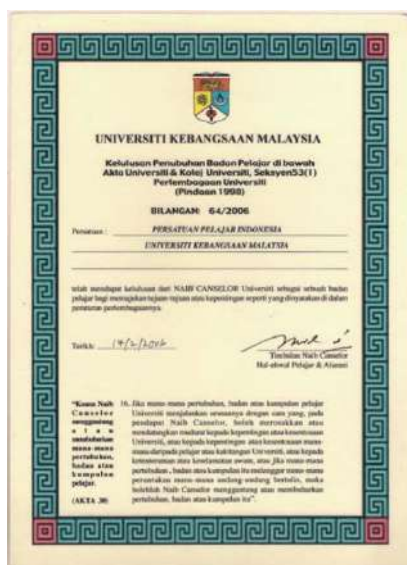 UNIVERSITI KEBANGSAAN MALAYSIA
Kelulusan Penubuhan Badan Pelajar di bawah
Akta Universiti & Kolej Universiti, Seksyen 53(1)
Perlembagaan Universiti
(Pindaan 1998)
BILANGAN: 64/2006
Persatuan : PERSATUAN PELAJAR INDONESIA
UNIVERSITI KEBANGSAAN MALAYSIA
telah mendapat kelulusan dari NAIB CANSELOR Universiti sebagai sebuah badan
pelajar bagi memajukan tujuan-tujuan atau kepentingan seperti yang dinyatakan di dalam
peraturan pertubuhannya.
Tarikh: 14/2/2006
Timbalan Naib Canselor
Hal-ehwal Pelajar & Alumni
"Kuasa Naib
Canselor
menggantung
atau
membubarkan
mana-mana
pertubuhan,
badan atau
kumpulan
pelajar.
(AKTA 30)
16. Jika mana-mana pertubuhan, badan atau kumpulan pelajar
Universiti menjalankan urusannya dengan cara yang, pada
pendapat Naib Canselor, boleh merosakkan atau
mendatangkan mudarat kepada kepentingan atau kesentosaan
Universiti, atau kepada kepentingan atau kesentosaan mana-
mana daripada pelajar atau kakitangan Universiti, atau kepada
ketenteraman atau keselamatan awam, atau jika mana-mana
pertubuhan, badan atau kumpulan itu melanggar mana-mana
peruntukan mana-mana undang-undang bertulis, maka
bolehlah Naib Canselor menggantung atau membubarkan
pertubuhan, badan atau kumpulan itu".